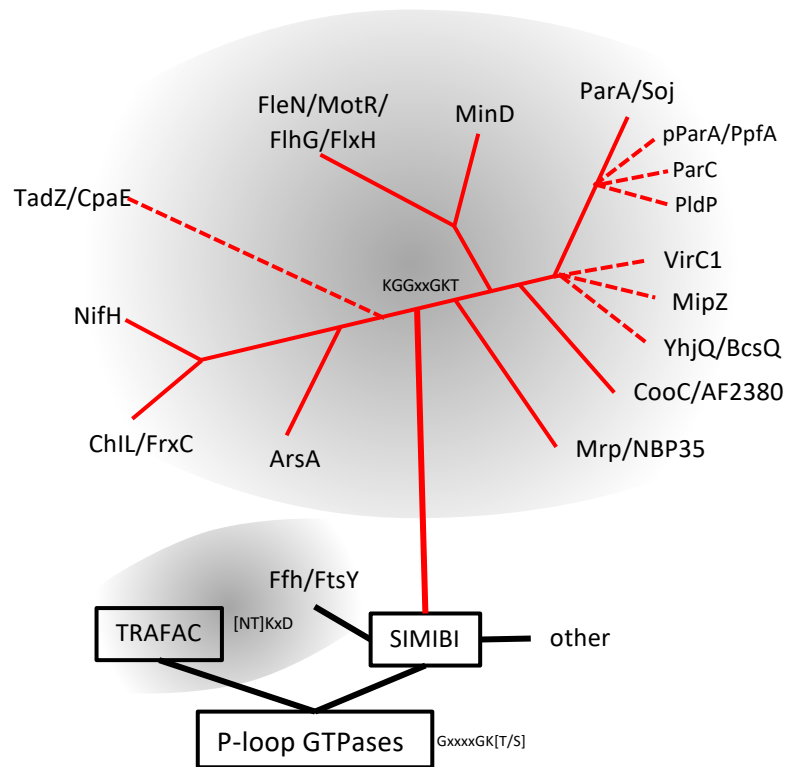 ParA/Soj
FleN/MotR/
FlhG/FlxH
MinD
pParA/PpfA
ParC
PldP
TadZ/CpaE
VirC1
KGGxxGKT
MipZ
NifH
YhjQ/BcsQ
CooC/AF2380
ChlL/FrxC
ArsA
Mrp/NBP35
Ffh/FtsY
TRAFAC
[NT]KxD
SIMIBI
other
P-loop GTPases
GxxxxGK[T/S]